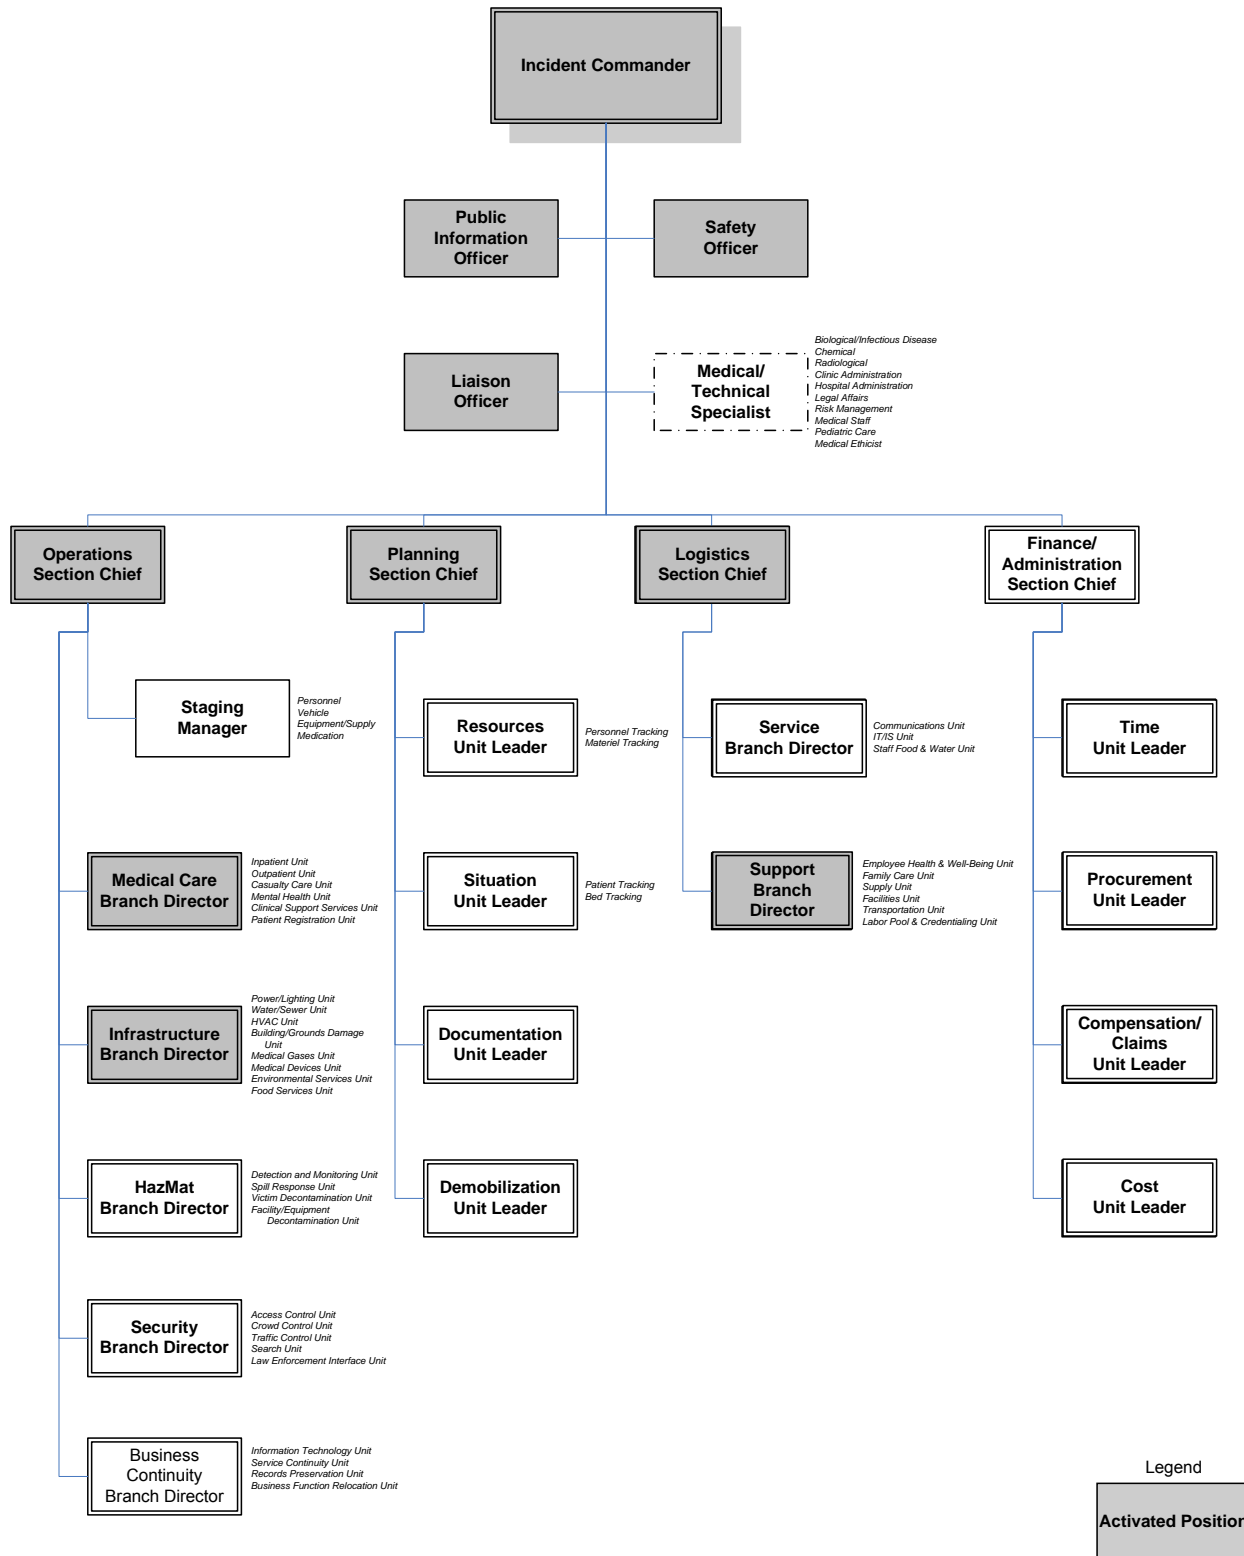 Incident Commander
Public
Information
Officer
Safety
Officer
Liaison
Officer
Medical/
Technical
Specialist
Biological/Infectious Disease
Chemical
Radiological
Clinic Administration
Hospital Administration
Legal Affairs
Risk Management
Medical Staff
Pediatric Care
Medical Ethicist
Operations
Section Chief
Planning
Section Chief
Logistics
Section Chief
Finance/
Administration
Section Chief
Staging
Manager
Personnel
Vehicle
Equipment/Supply
Medication
Resources
Unit Leader
Personnel Tracking
Materiel Tracking
Service
Branch Director
Communications Unit
IT/IS Unit
Staff Food & Water Unit
Time
Unit Leader
Medical Care
Branch Director
Inpatient Unit
Outpatient Unit
Casualty Care Unit
Mental Health Unit
Clinical Support Services Unit
Patient Registration Unit
Situation
Unit Leader
Patient Tracking
Bed Tracking
Support
Branch
Director
Employee Health & Well-Being Unit
Family Care Unit
Supply Unit
Facilities Unit
Transportation Unit
Labor Pool & Credentialing Unit
Procurement
Unit Leader
Infrastructure
Branch Director
Power/Lighting Unit
Water/Sewer Unit
HVAC Unit
Building/Grounds Damage
Unit
Medical Gases Unit
Medical Devices Unit
Environmental Services Unit
Food Services Unit
Documentation
Unit Leader
Compensation/
Claims
Unit Leader
HazMat
Branch Director
Detection and Monitoring Unit
Spill Response Unit
Victim Decontamination Unit
Facility/Equipment
Decontamination Unit
Demobilization
Unit Leader
Cost
Unit Leader
Security
Branch Director
Access Control Unit
Crowd Control Unit
Traffic Control Unit
Search Unit
Law Enforcement Interface Unit
Business
Continuity
Branch Director
Information Technology Unit
Service Continuity Unit
Records Preservation Unit
Business Function Relocation Unit
Legend
Activated Position